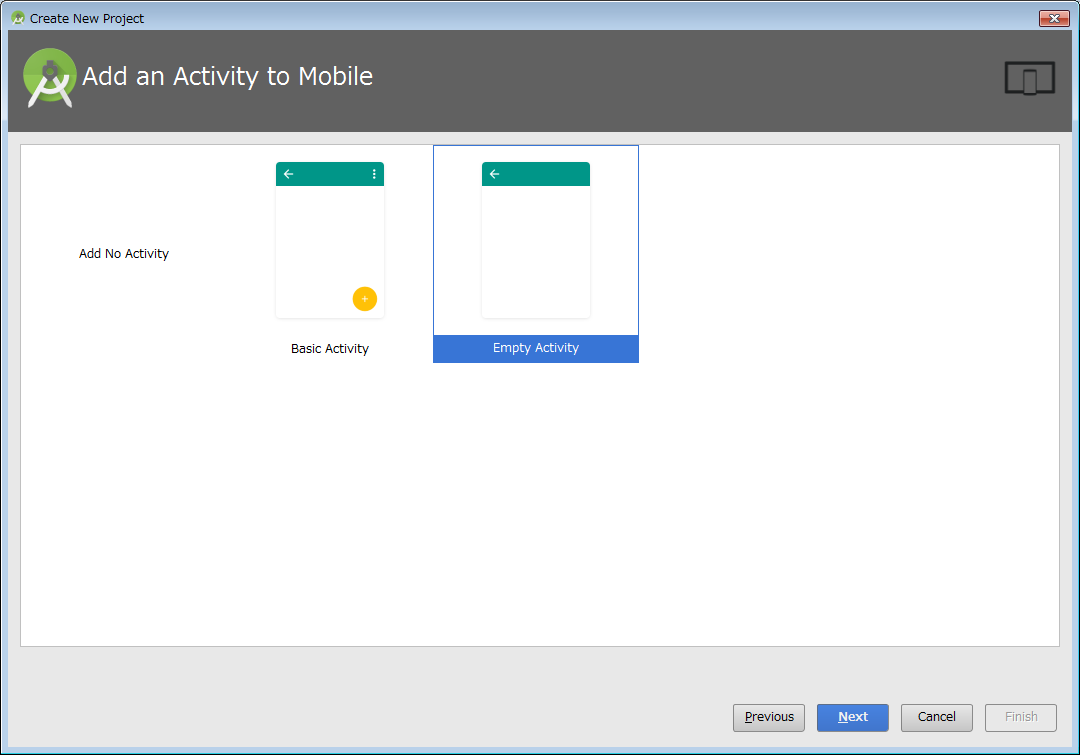 Create New Project
Add an Activity to Mobile
Add No Activity
Basic Activity
Empty Activity
Previous
Next
Cancel
Finish